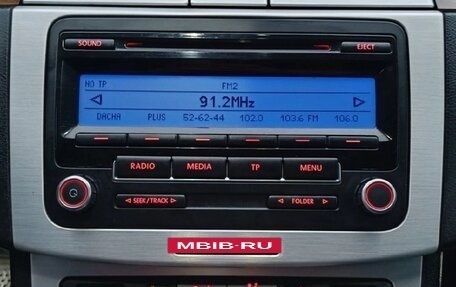 SOUND
EJECT
NO TP
FM2
91.2MHz
DACHA PLUS 52-62-44 102.0 103.6 FM 106.0
RADIO MEDIA TP MENU
SEEK/TRACK
FOLDER
MBIB-RU